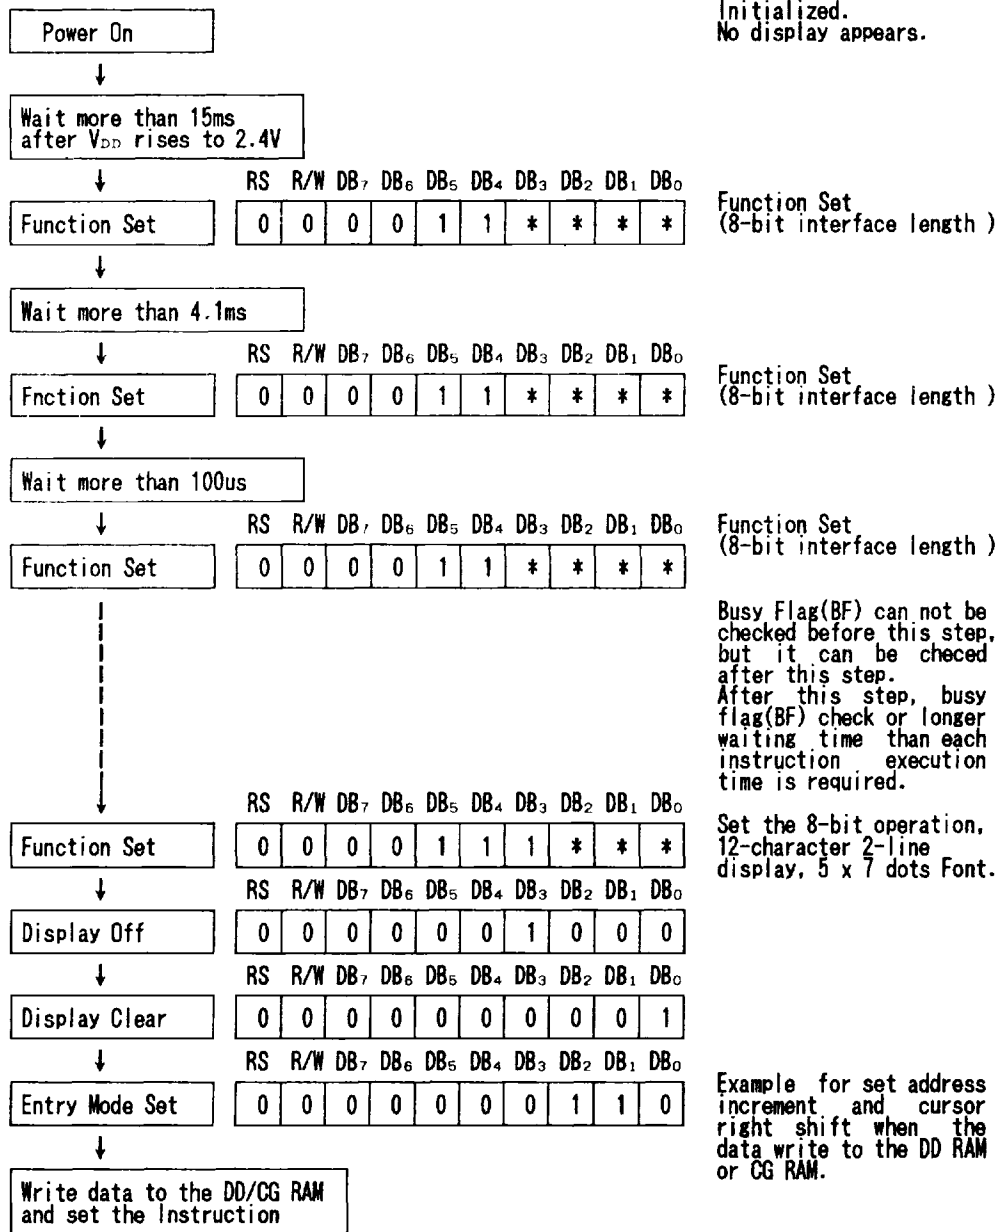 Initialized.
Power On
No display appears.
↓
Wait more than 15ms
after VDD rises to 2.4V
↓
RS R/W DB7 DB6 DB5 DB4 DB3 DB2 DB1 DB0
Function Set 0 0 0 0 1 1 * * * *
Function Set
(8-bit interface length )
↓
Wait more than 4.1ms
↓
RS R/W DB7 DB6 DB5 DB4 DB3 DB2 DB1 DB0
Fnction Set 0 0 0 0 1 1 * * * *
Function Set
(8-bit interface length )
↓
Wait more than 100us
↓
RS R/W DB7 DB6 DB5 DB4 DB3 DB2 DB1 DB0
Function Set 0 0 0 0 1 1 * * * *
Function Set
(8-bit interface length )
Busy Flag(BF) can not be
checked before this step,
but it can be checed
after this step.
After this step, busy
flag(BF) check or longer
waiting time than each
instruction execution
time is required.
RS R/W DB7 DB6 DB5 DB4 DB3 DB2 DB1 DB0
Function Set 0 0 0 0 1 1 1 * * *
Set the 8-bit operation,
12-character 2-line
display, 5 x 7 dots Font.
RS R/W DB7 DB6 DB5 DB4 DB3 DB2 DB1 DB0
Display Off 0 0 0 0 0 0 1 0 0 0
↓
RS R/W DB7 DB6 DB5 DB4 DB3 DB2 DB1 DB0
Display Clear 0 0 0 0 0 0 0 0 0 1
↓
RS R/W DB7 DB6 DB5 DB4 DB3 DB2 DB1 DB0
Entry Mode Set 0 0 0 0 0 0 0 1 1 0
Example for set address
increment and cursor
right shift when the
data write to the DD RAM
or CG RAM.
↓
Write data to the DD/CG RAM
and set the Instruction